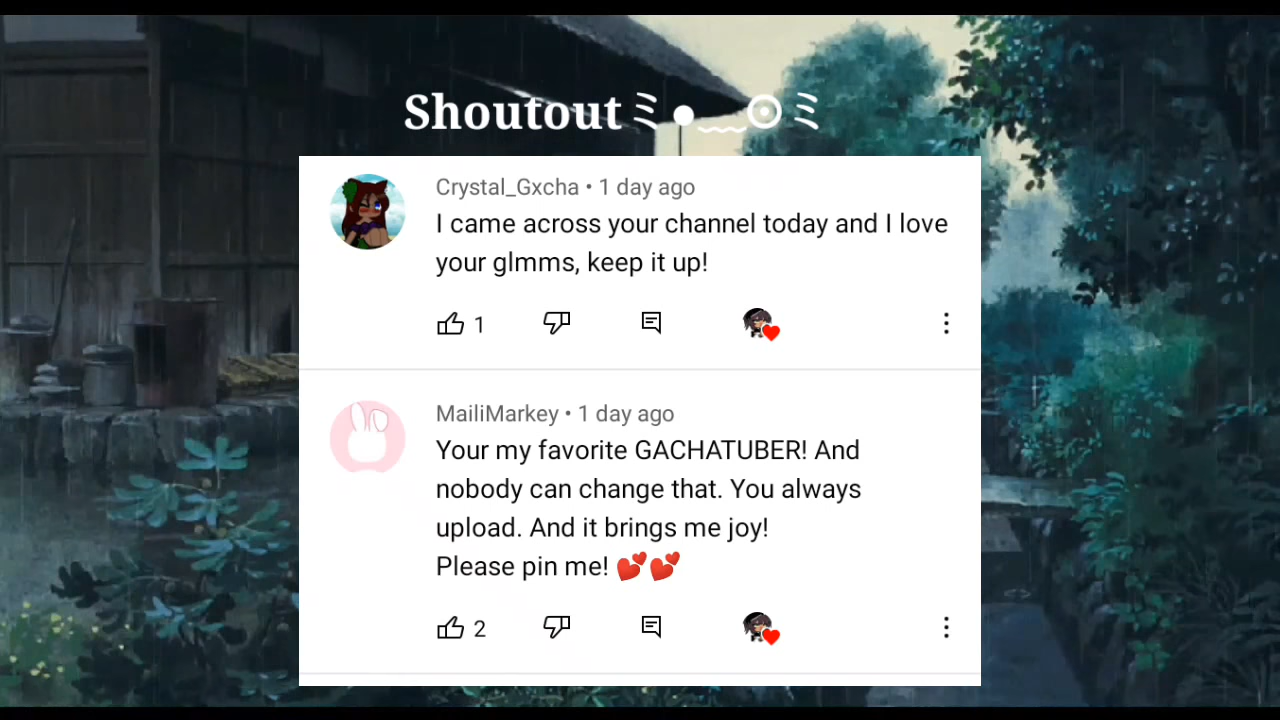 Shoutout ミ●﹏☉ミ
Crystal_Gxcha • 1 day ago
I came across your channel today and I love
your glmms, keep it up!
1
MailiMarkey • 1 day ago
Your my favorite GACHATUBER! And
nobody can change that. You always
upload. And it brings me joy!
Please pin me! 💕💕
2